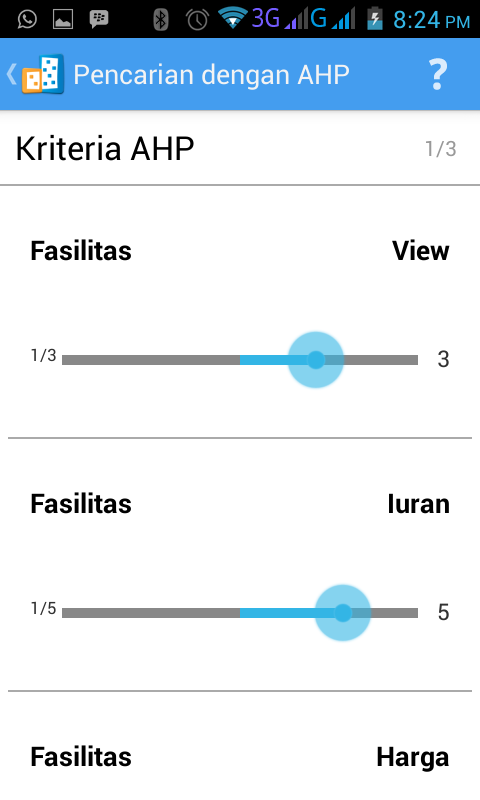 3G G 8:24 PM
Pencarian dengan AHP ?
Kriteria AHP 1/3
Fasilitas View
1/3 3
Fasilitas Iuran
1/5 5
Fasilitas Harga